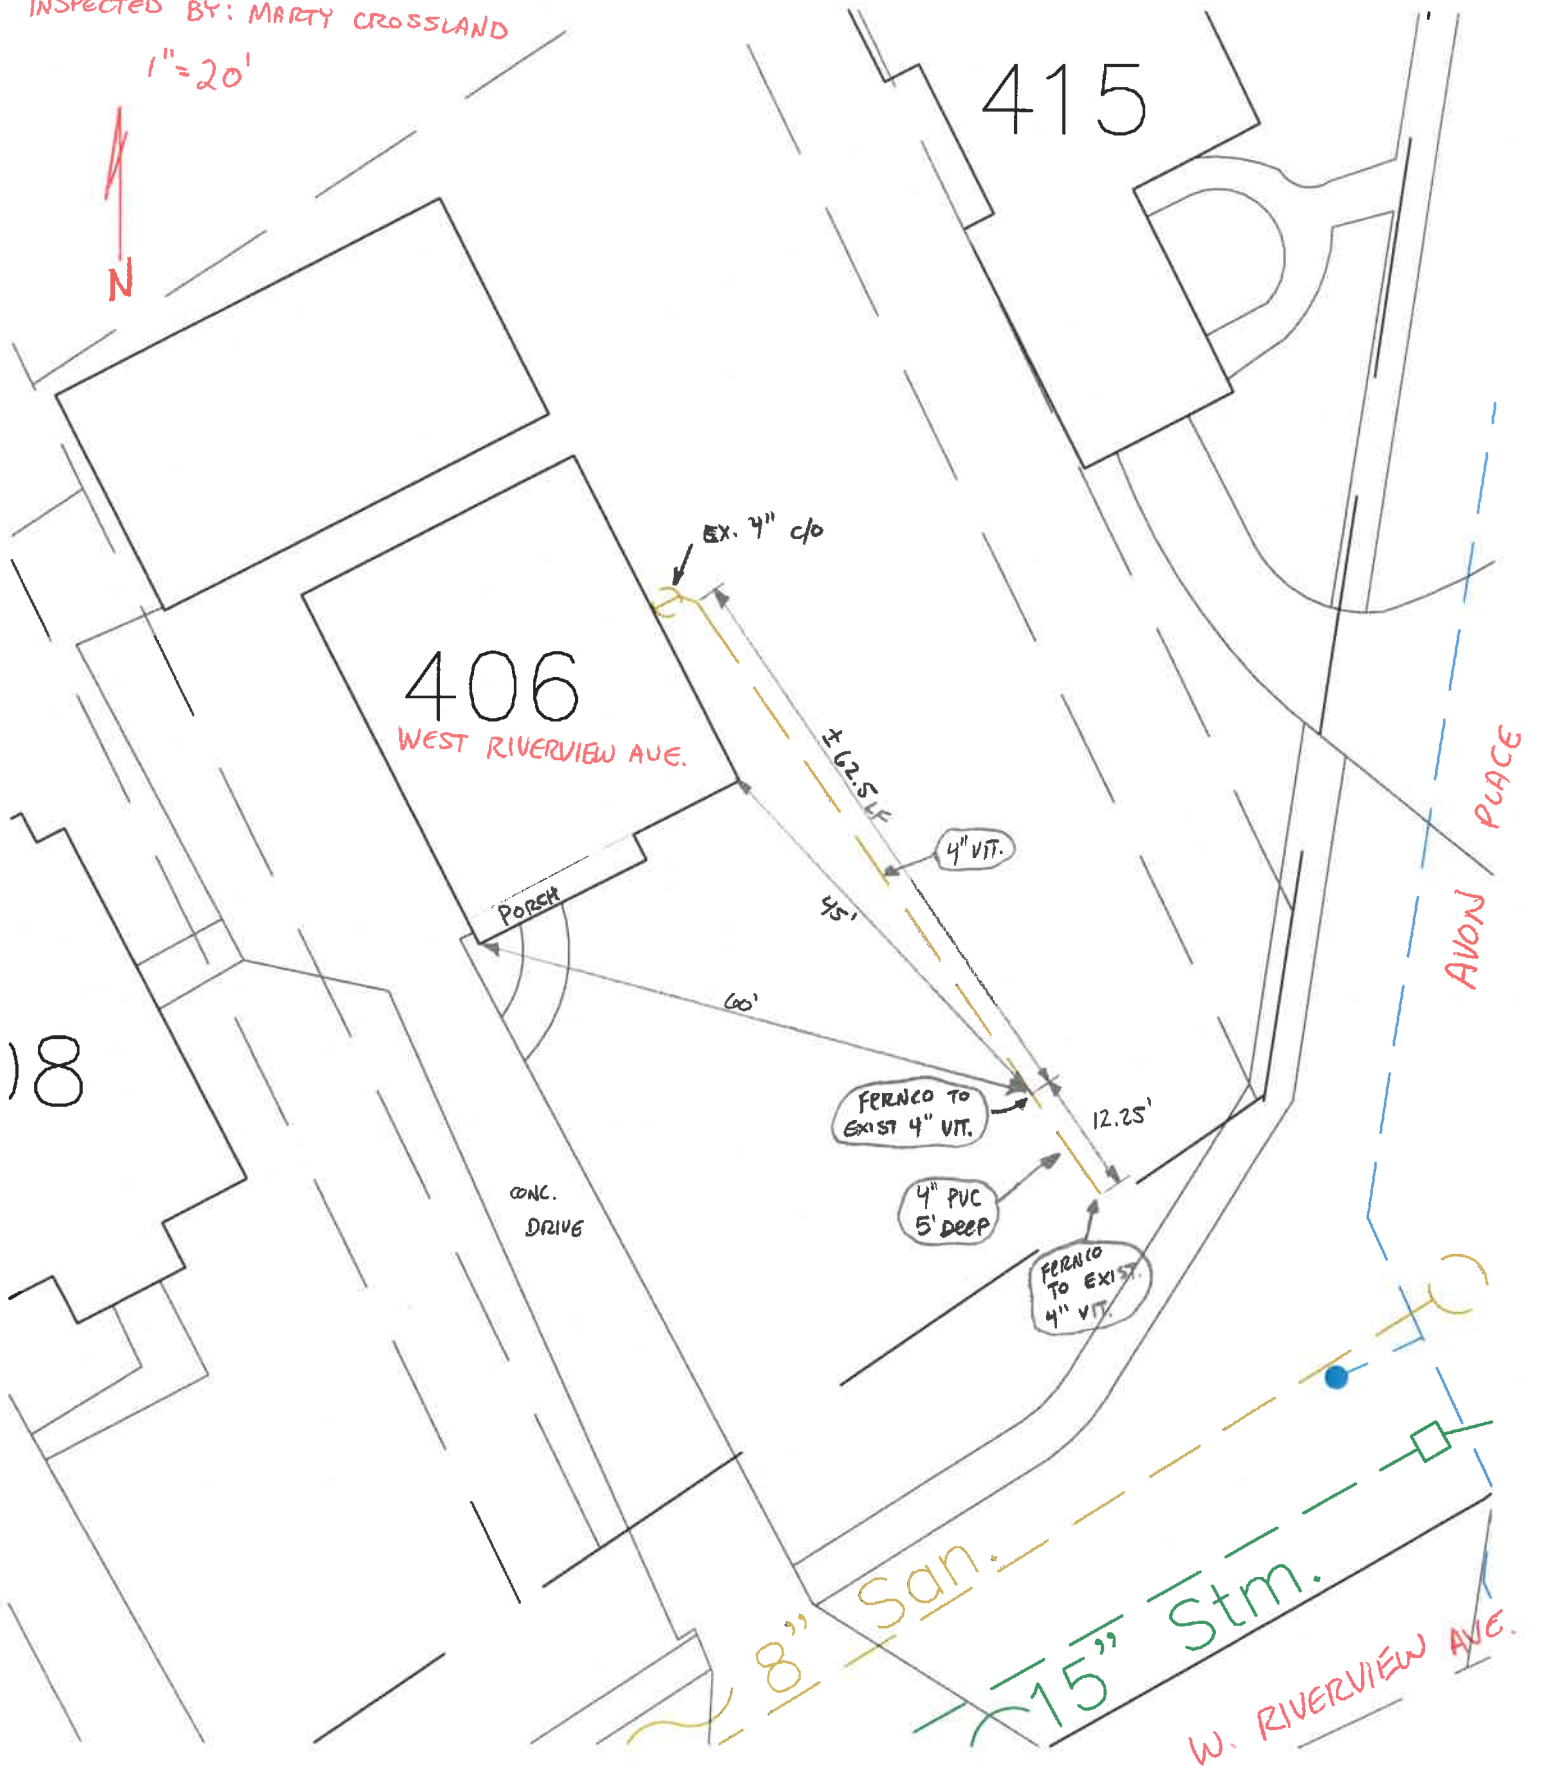 INSPECTED BY: MARTY CROSSLAND
1"=20'
N
415
EX. 4" c/o
406
WEST RIVERVIEW AVE.
± 62.5 LF
4" VIT.
PORCH
45'
60'
AVON PLACE
08
FERNCO TO
EXIST 4" VIT.
12.25'
4" PVC
5' DEEP
CONC.
DRIVE
FERNCO
TO EXIST.
4" VIT.
8" San.
15" Stm.
W. RIVERVIEW AVE.